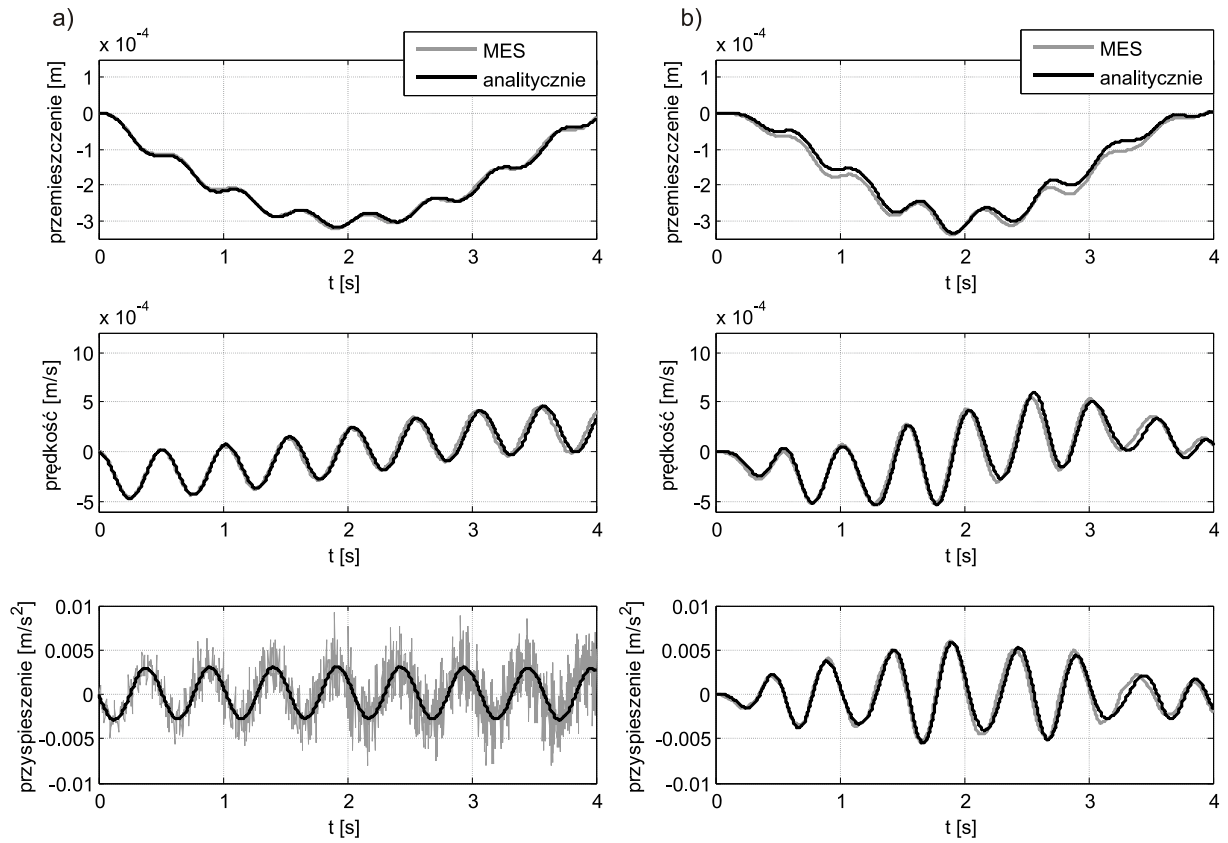 a)
x 10⁻⁴
MES
analitycznie
przemieszczenie [m]
1
0
-1
-2
-3
0 1 2 3 4
t [s]
x 10⁻⁴
prędkość [m/s]
10
5
0
-5
0 1 2 3 4
t [s]
przyspieszenie [m/s²]
0.01
0.005
0
-0.005
-0.01
0 1 2 3 4
t [s]
b)
x 10⁻⁴
MES
analitycznie
przemieszczenie [m]
1
0
-1
-2
-3
0 1 2 3 4
t [s]
x 10⁻⁴
prędkość [m/s]
10
5
0
-5
0 1 2 3 4
t [s]
przyspieszenie [m/s²]
0.01
0.005
0
-0.005
-0.01
0 1 2 3 4
t [s]